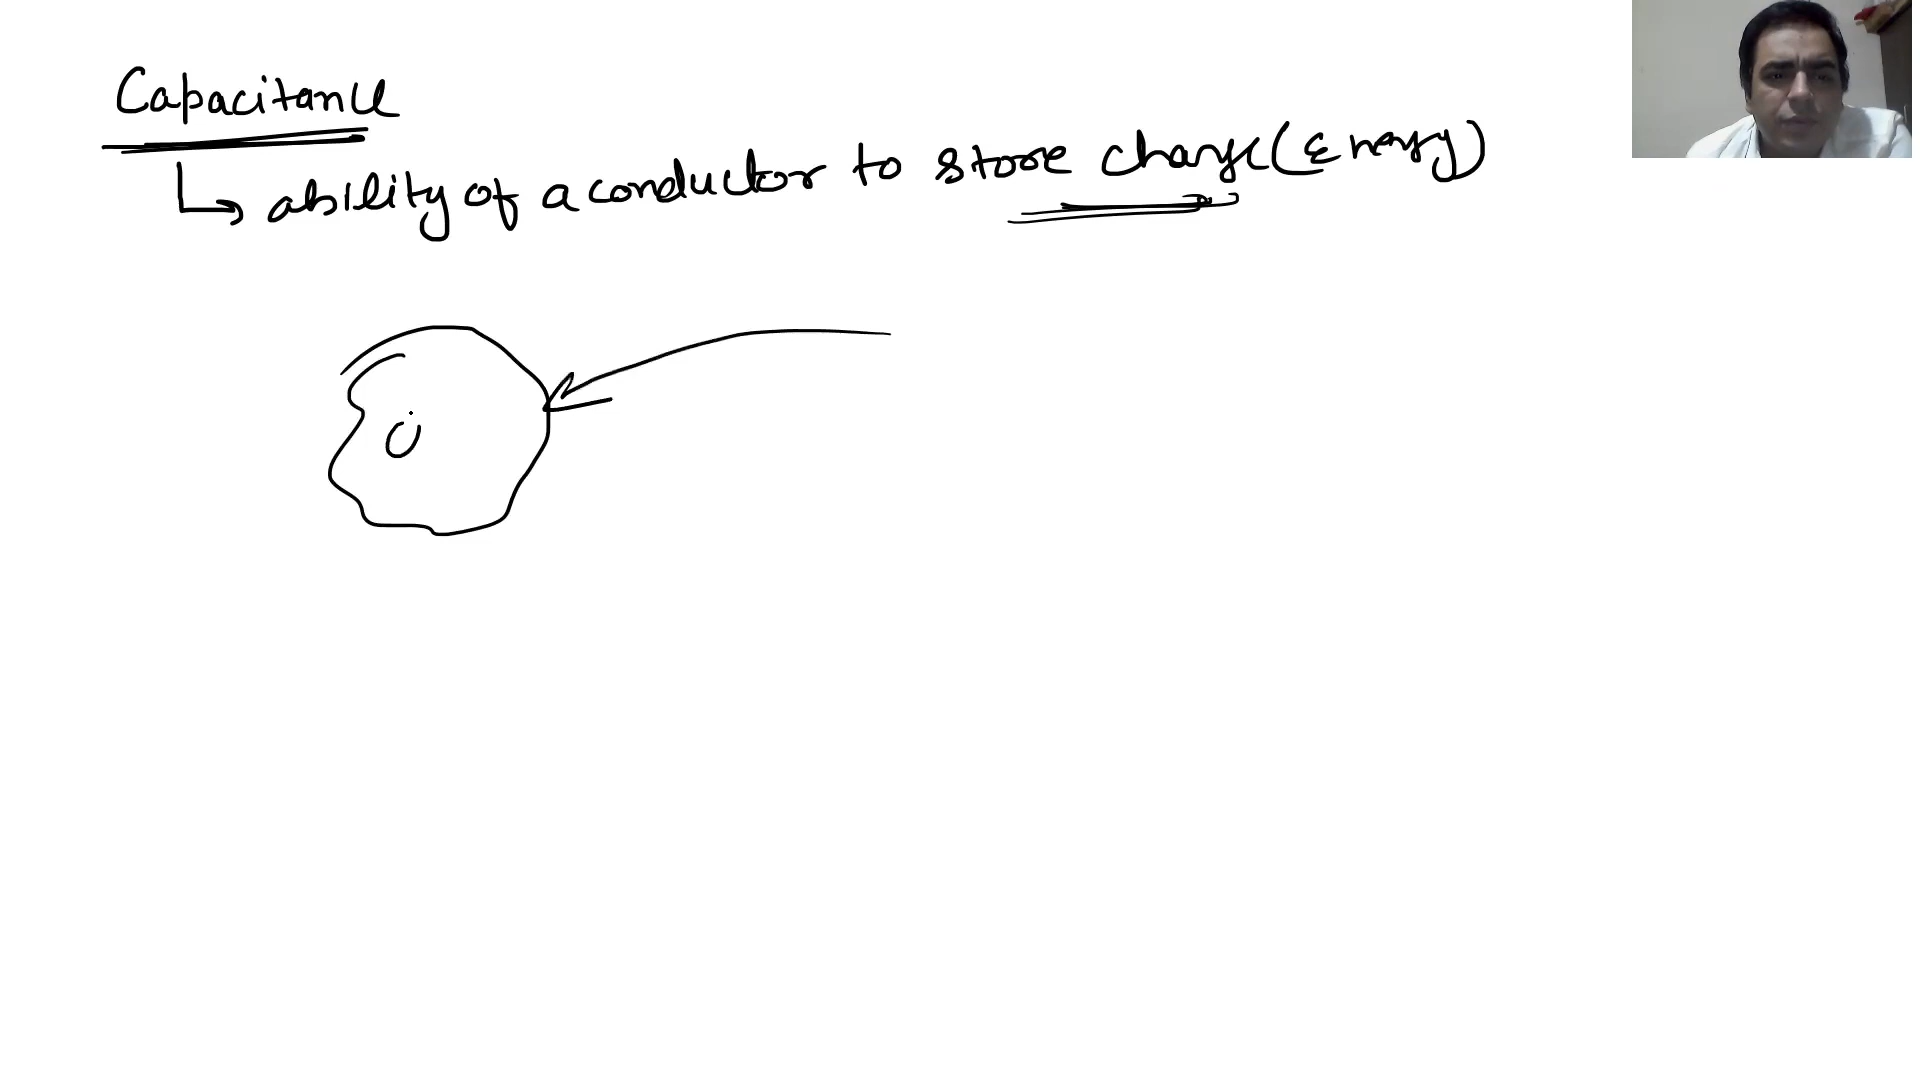 Capacitance
ability of a conductor to store charge (Energy)